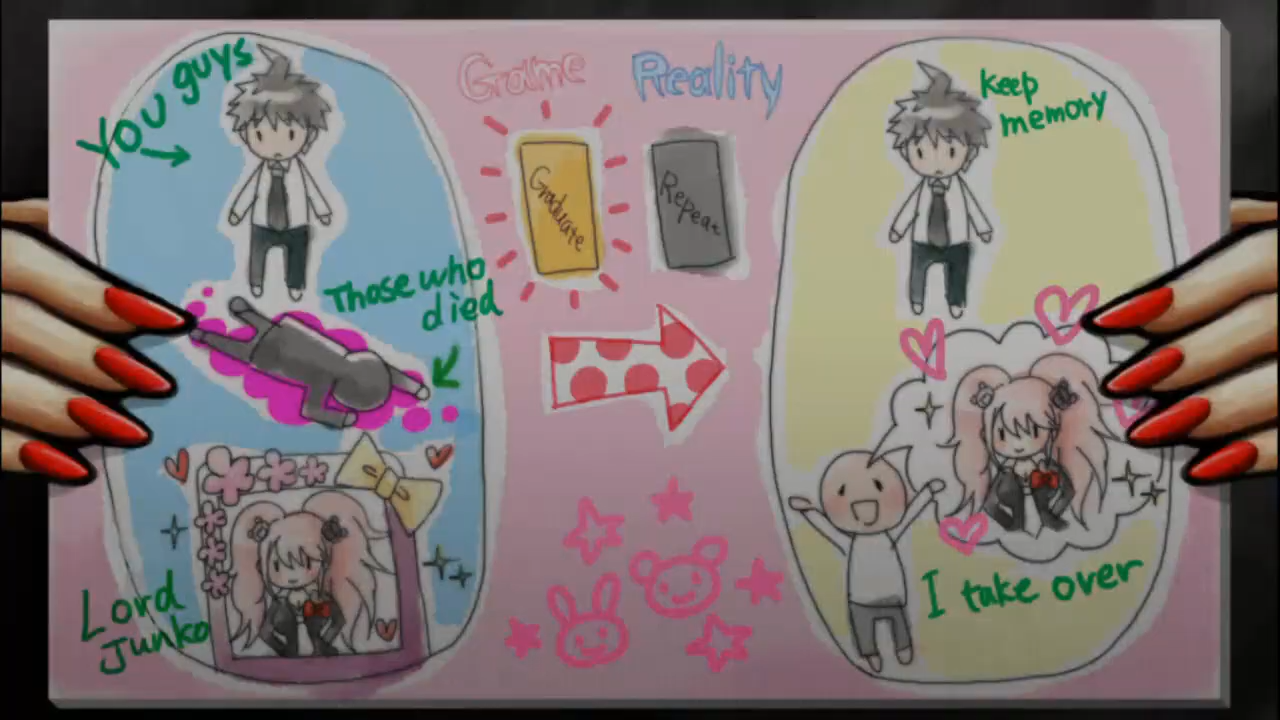 You guys
Game
Reality
Keep
memory
Graduate
Repeat
Those who
died
Lord
Junko
I take over